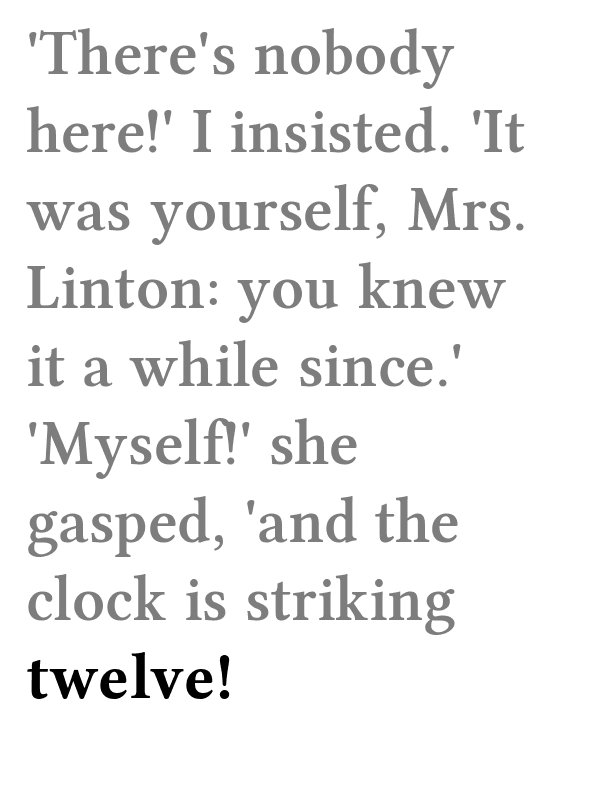 'There's nobody
here!' I insisted. 'It
was yourself, Mrs.
Linton: you knew
it a while since.'
'Myself!' she
gasped, 'and the
clock is striking
twelve!